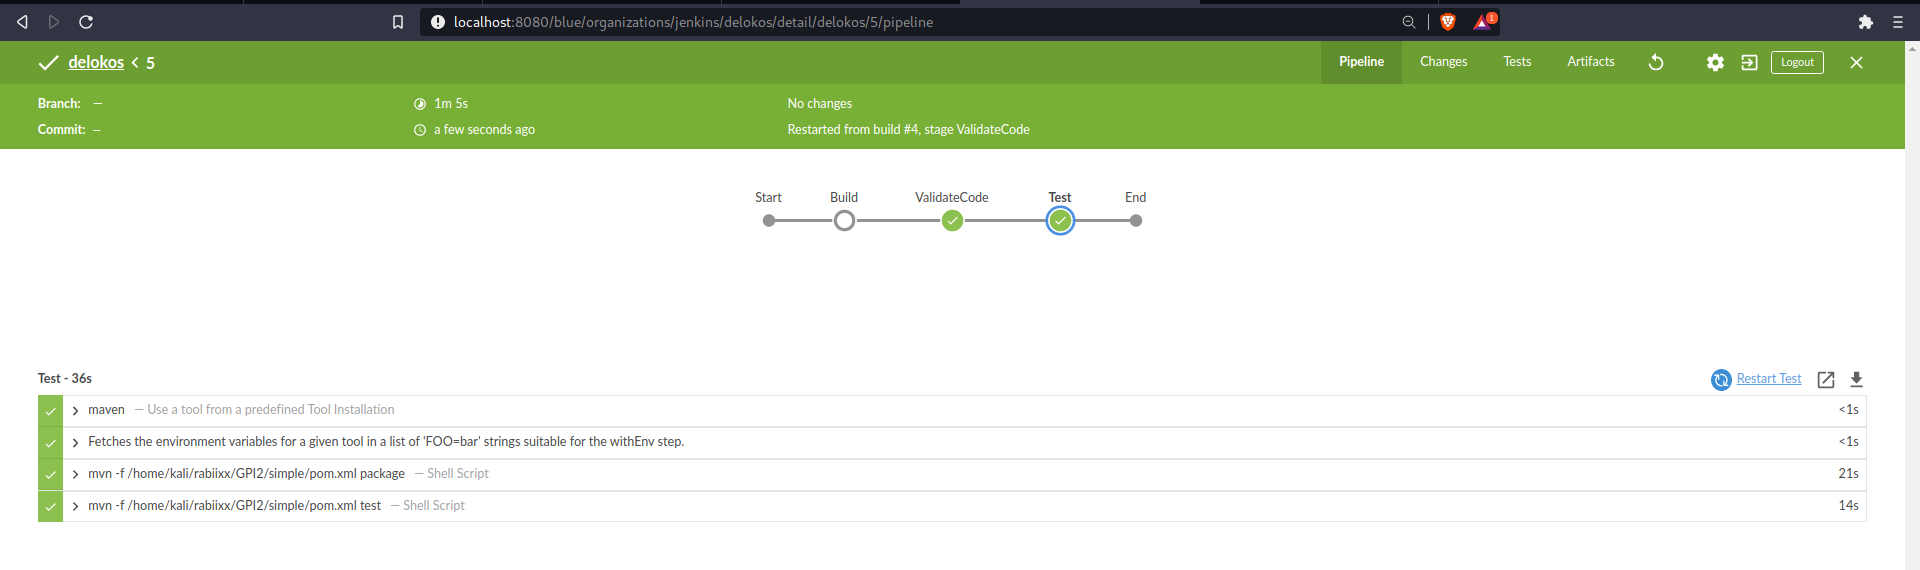 localhost:8080/blue/organizations/jenkins/delokos/detail/delokos/5/pipeline
1
delokos < 5
Pipeline Changes Tests Artifacts Logout
Branch: — 1m 5s No changes
Commit: — a few seconds ago Restarted from build #4, stage ValidateCode
Start Build ValidateCode Test End
Test - 36s Restart Test
maven — Use a tool from a predefined Tool Installation <1s
Fetches the environment variables for a given tool in a list of 'FOO=bar' strings suitable for the withEnv step. <1s
mvn -f /home/kali/rabiixx/GPI2/simple/pom.xml package — Shell Script 21s
mvn -f /home/kali/rabiixx/GPI2/simple/pom.xml test — Shell Script 14s